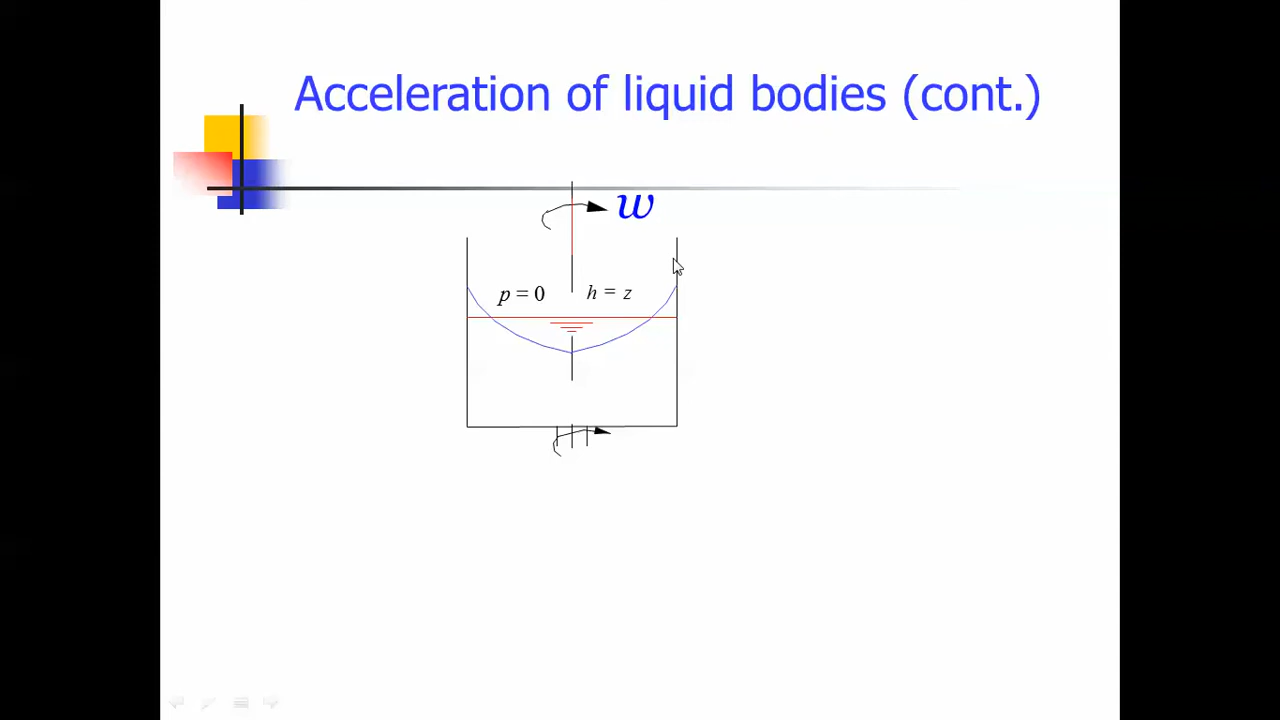 Acceleration of liquid bodies (cont.)
w
p = 0 h = z